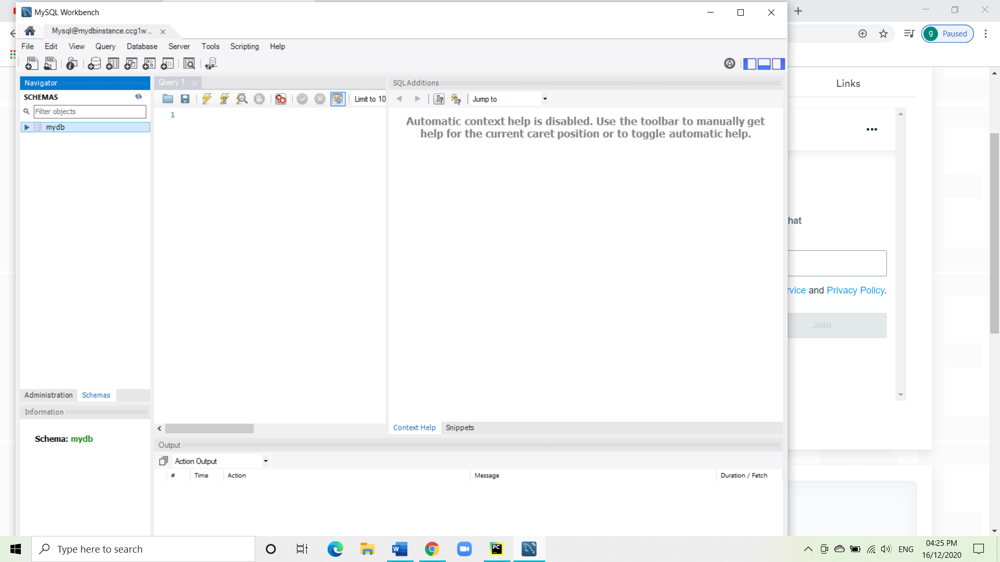 MySQL Workbench
Mysql@mydbinstance.ccg1w...
File Edit View Query Database Server Tools Scripting Help
g Paused
Navigator
Query 1
SQLAdditions
Links
SCHEMAS
Limit to 10
Jump to
Filter objects
1
mydb
Automatic context help is disabled. Use the toolbar to manually get
help for the current caret position or to toggle automatic help.
hat
rvice and Privacy Policy.
Join
Administration Schemas
Information
Schema: mydb
Context Help Snippets
Output
Action Output
# Time Action Message Duration / Fetch
Type here to search
ENG
04:25 PM
16/12/2020